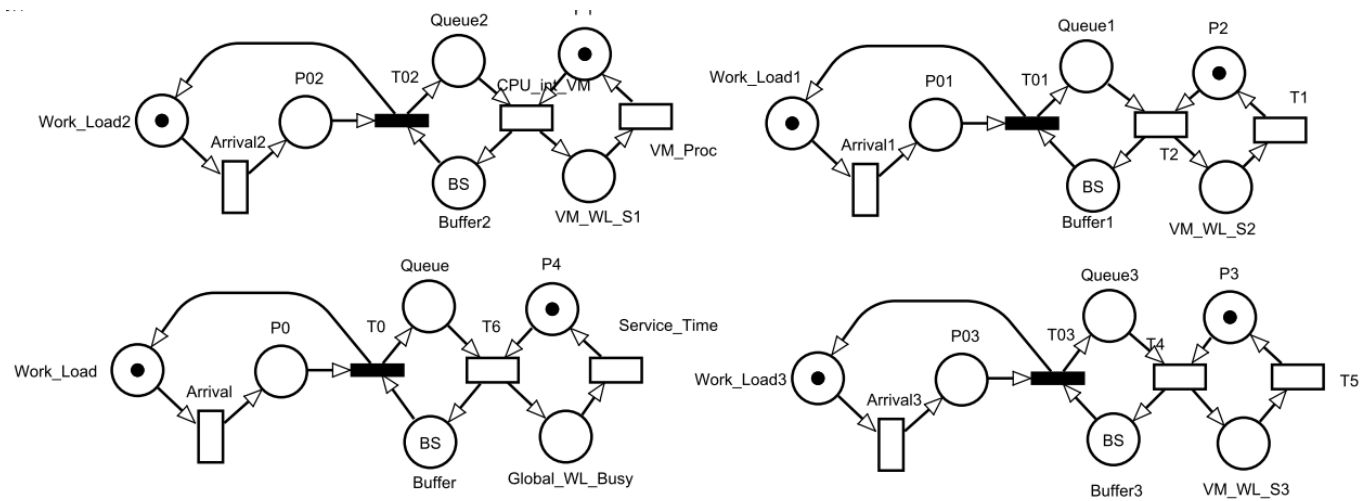 Queue2
P02
T02
CPU_int_VM
Work_Load2
Arrival2
VM_Proc
BS
Buffer2
VM_WL_S1
Queue1
P2
Work_Load1
P01
T01
T1
Arrival1
T2
BS
Buffer1
VM_WL_S2
Queue
P4
P0
T0
T6
Service_Time
Work_Load
Arrival
BS
Buffer
Global_WL_Busy
Queue3
P3
P03
T03
T4
Work_Load3
Arrival3
T5
BS
Buffer3
VM_WL_S3